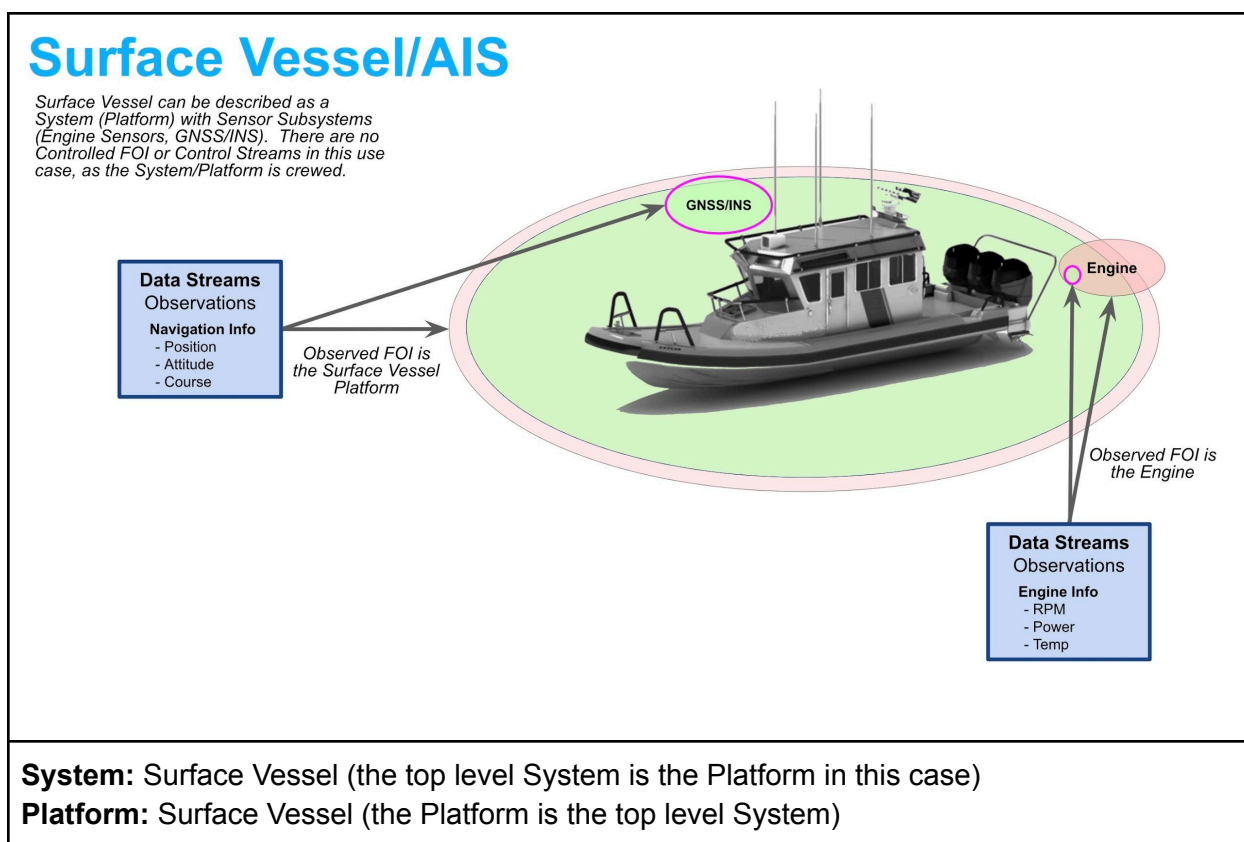 Surface Vessel/AIS
Surface Vessel can be described as a
System (Platform) with Sensor Subsystems
(Engine Sensors, GNSS/INS).  There are no
Controlled FOI or Control Streams in this use
case, as the System/Platform is crewed.
GNSS/INS
Engine
Data Streams
Observations
Navigation Info
- Position
- Attitude
- Course
Observed FOI is
the Surface Vessel
Platform
Observed FOI is
the Engine
Data Streams
Observations
Engine Info
- RPM
- Power
- Temp
System: Surface Vessel (the top level System is the Platform in this case)
Platform: Surface Vessel (the Platform is the top level System)